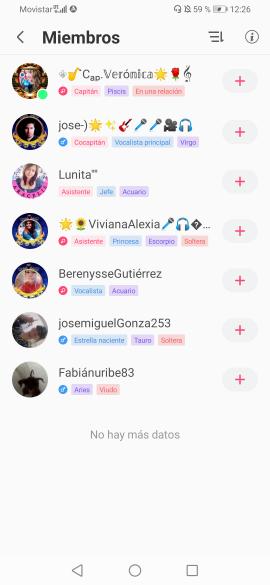 Movistar 59 % 12:26
Miembros
Cap.𝕍𝕖𝕣ó𝕟𝕚𝕔𝕒🌟🌹🎼
Capitán Piscis En una relación
jose-)🌟✨🎸🎤🎤🎥🎧
Cocapitán Vocalista principal Virgo
Lunita""
Asistente Jefe Acuario
🌟🌻VivianaAlexia🎤🎧�...
Asistente Princesa Escorpio Soltera
BerenysseGutiérrez
Vocalista Acuario
josemiguelGonza253
Estrella naciente Tauro Soltera
Fabiánuribe83
Aries Viudo
No hay más datos